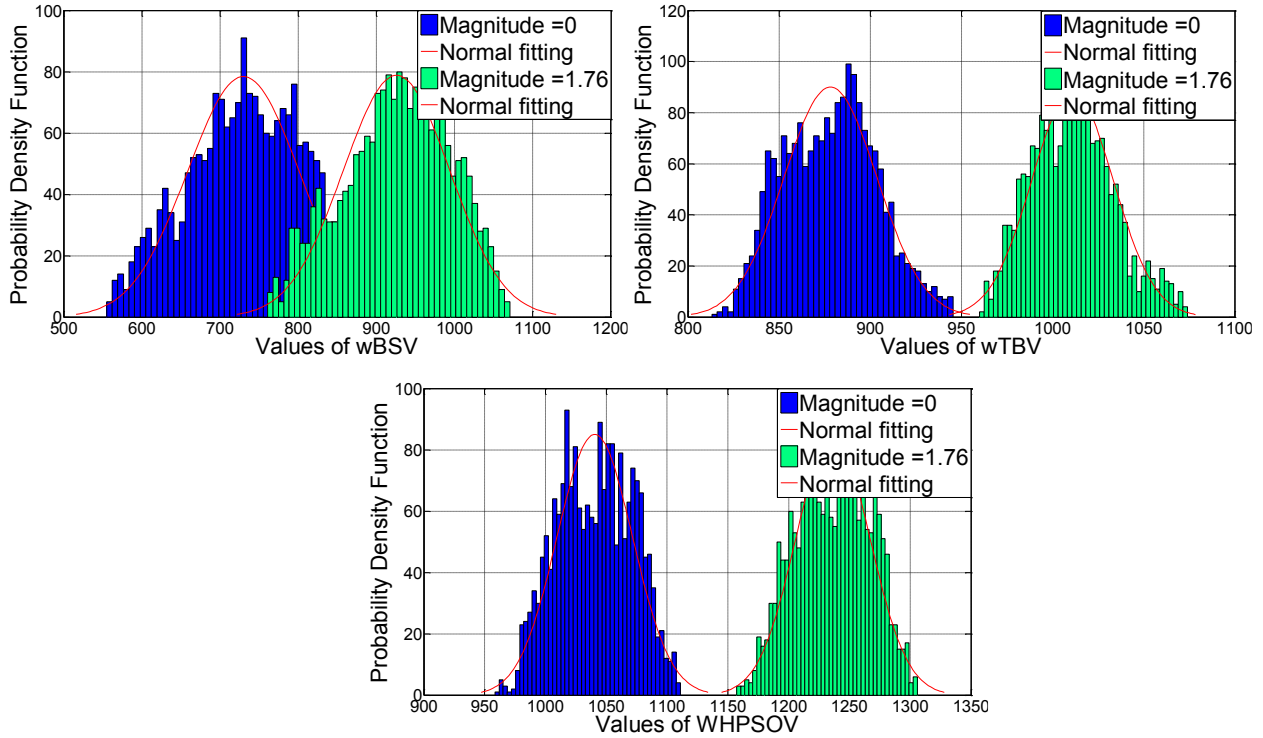 Probability Density Function
100
80
60
40
20
0
500 600 700 800 900 1000 1100 1200
Values of wBSV
Magnitude =0
Normal fitting
Magnitude =1.76
Normal fitting
Probability Density Function
120
100
80
60
40
20
0
800 850 900 950 1000 1050 1100
Values of wTBV
Magnitude =0
Normal fitting
Magnitude =1.76
Normal fitting
Probability Density Function
100
80
60
40
20
0
900 950 1000 1050 1100 1150 1200 1250 1300 1350
Values of WHPSOV
Magnitude =0
Normal fitting
Magnitude =1.76
Normal fitting